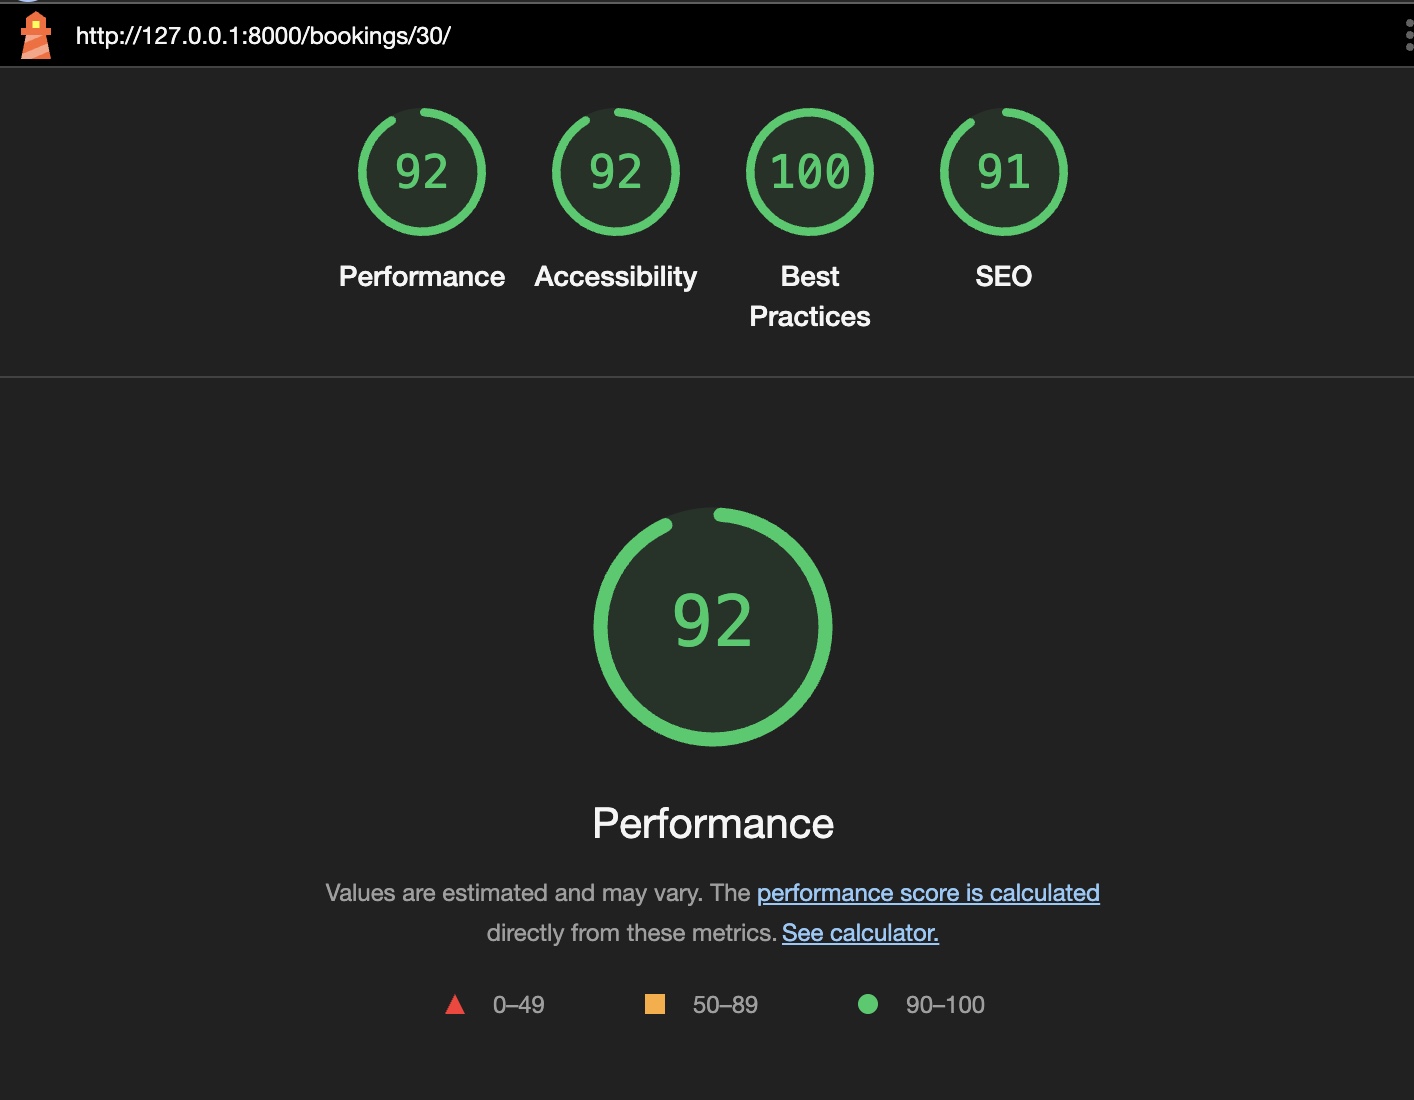 http://127.0.0.1:8000/bookings/30/
92 92 100 91
Performance Accessibility Best Practices SEO
92
Performance
Values are estimated and may vary. The performance score is calculated
directly from these metrics. See calculator.
0–49 50–89 90–100